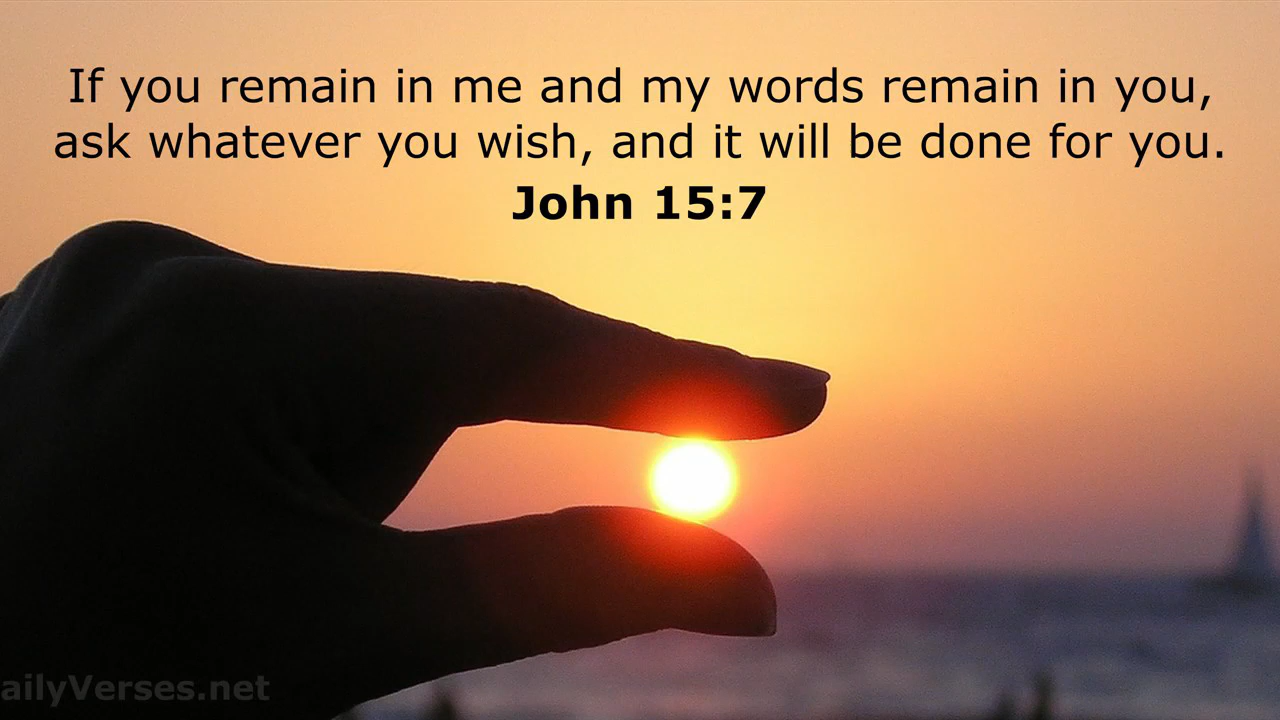 If you remain in me and my words remain in you,
ask whatever you wish, and it will be done for you.
John 15:7
ailyVerses.net